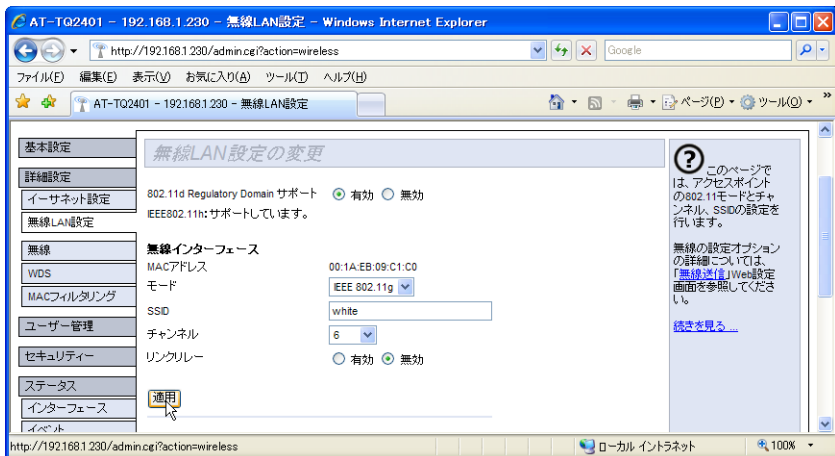 AT-TQ2401 - 192.168.1.230 - 無線LAN設定 - Windows Internet Explorer
http://192.168.1.230/admin.cgi?action=wireless
Google
ファイル(F) 編集(E) 表示(V) お気に入り(A) ツール(T) ヘルプ(H)
AT-TQ2401 - 192.168.1.230 - 無線LAN設定
ページ(P) ツール(O) »
基本設定
詳細設定
イーサネット設定
無線LAN設定
無線
WDS
MACフィルタリング
ユーザー管理
セキュリティー
ステータス
インターフェース
イベント
無線LAN設定の変更
802.11d Regulatory Domain サポート 有効 無効
IEEE802.11h: サポートしています。
無線インターフェース
MACアドレス 00:1A:EB:09:C1:C0
モード IEEE 802.11g
SSID white
チャンネル 6
リンクリレー 有効 無効
適用
?
このページで
は、アクセスポイント
の802.11モードとチャ
ンネル、SSIDの設定を
行います。
無線の設定オプション
の詳細については、
「無線送信」Web設定
画面を参照してくださ
い。
続きを見る ...
http://192.168.1.230/admin.cgi?action=wireless
ローカル イントラネット
100%